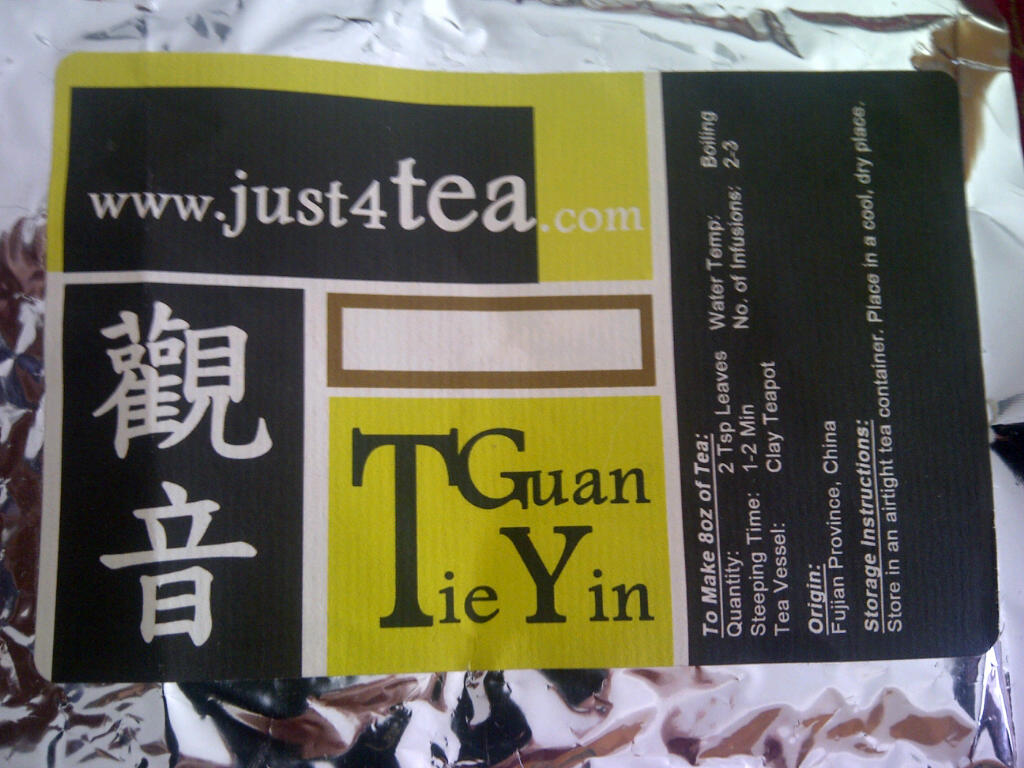 www.just4tea.com
觀音
Tie Guan Yin
To Make 8oz of Tea:
Quantity: 2 Tsp Leaves Water Temp: Boiling
Steeping Time: 1-2 Min No. of Infusions: 2-3
Tea Vessel: Clay Teapot
Origin:
Fujian Province, China
Storage Instructions:
Store in an airtight tea container. Place in a cool, dry place.